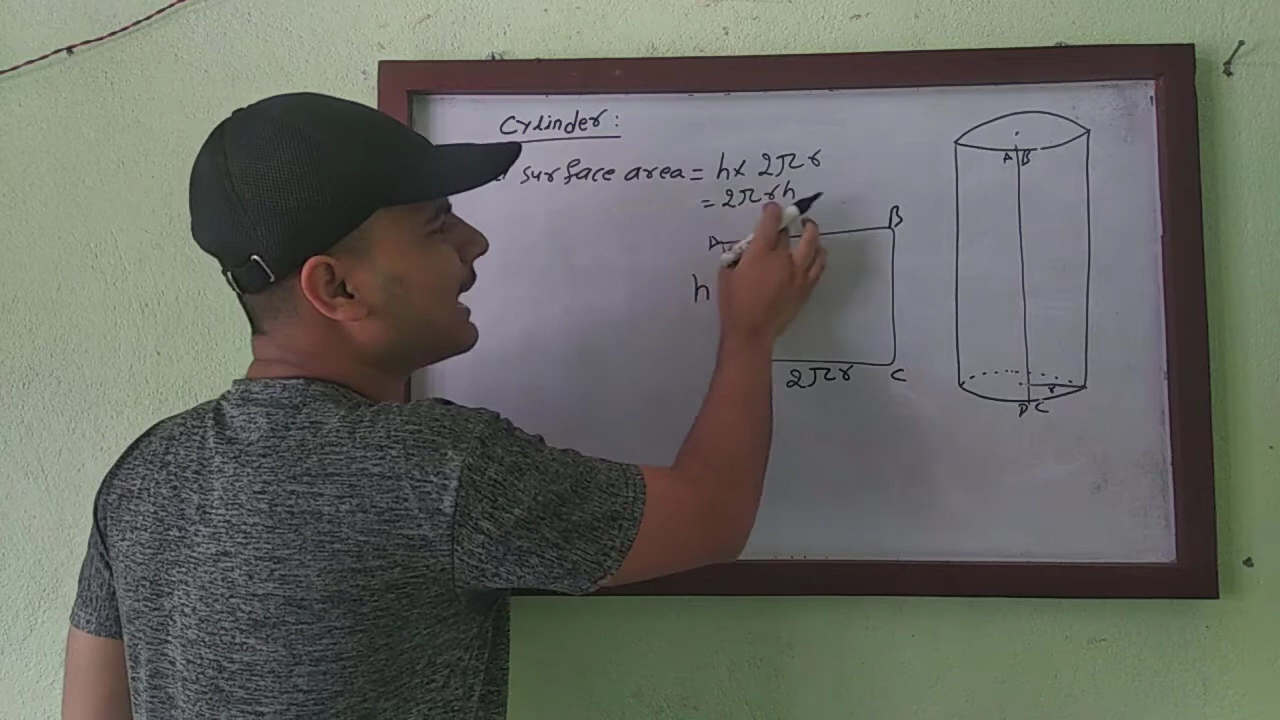 Cylinder:
surface area = h x 2πr
= 2πrh
A B
h
2πr C
A B
r
D C